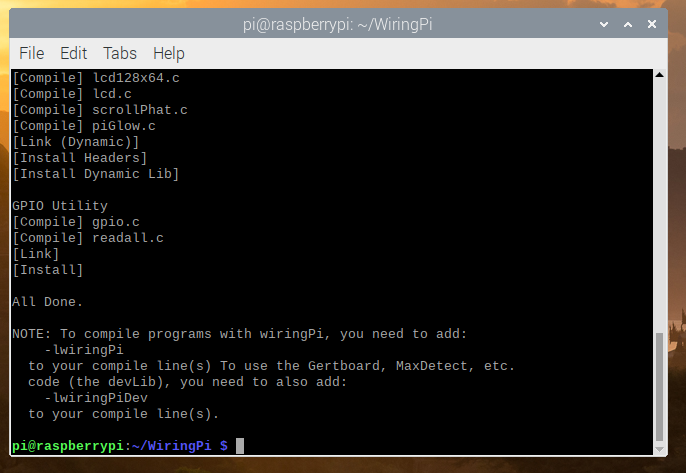 pi@raspberrypi: ~/WiringPi
File Edit Tabs Help
[Compile] lcd128x64.c
[Compile] lcd.c
[Compile] scrollPhat.c
[Compile] piGlow.c
[Link (Dynamic)]
[Install Headers]
[Install Dynamic Lib]
GPIO Utility
[Compile] gpio.c
[Compile] readall.c
[Link]
[Install]
All Done.
NOTE: To compile programs with wiringPi, you need to add:
-lwiringPi
to your compile line(s) To use the Gertboard, MaxDetect, etc.
code (the devLib), you need to also add:
-lwiringPiDev
to your compile line(s).
pi@raspberrypi:~/WiringPi $